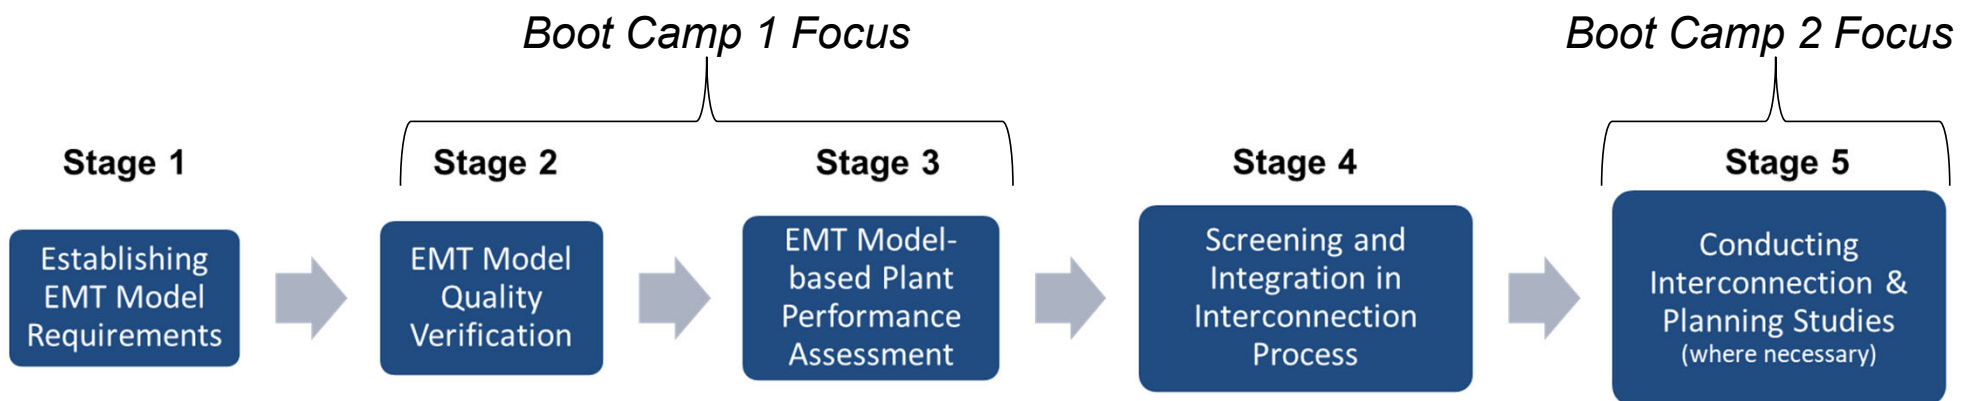 Boot Camp 1 Focus
Boot Camp 2 Focus
Stage 1
Stage 2
Stage 3
Stage 4
Stage 5
Establishing
EMT Model
Requirements
EMT Model
Quality
Verification
EMT Model-
based Plant
Performance
Assessment
Screening and
Integration in
Interconnection
Process
Conducting
Interconnection &
Planning Studies
(where necessary)